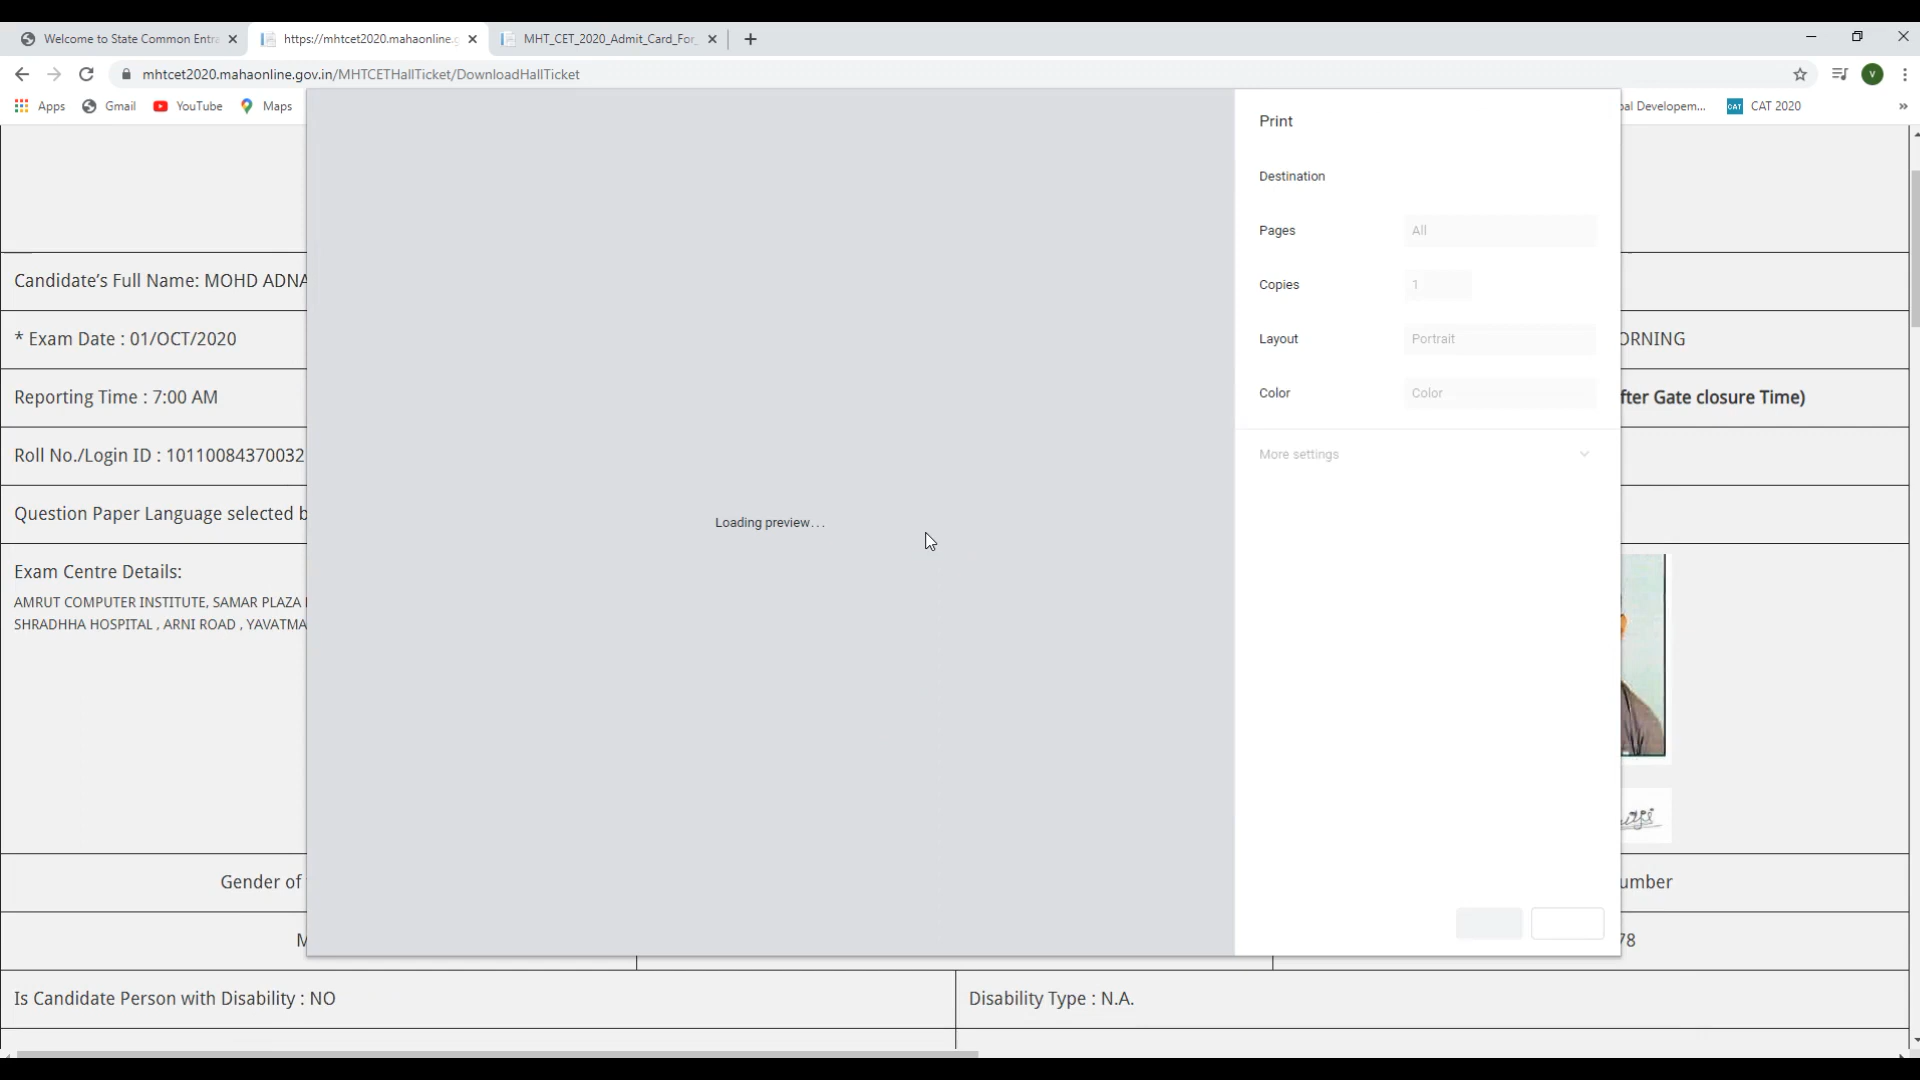 Welcome to State Common Entra
https://mhtcet2020.mahaonline.g
MHT_CET_2020_Admit_Card_For_
mhtcet2020.mahaonline.gov.in/MHTCETHallTicket/DownloadHallTicket
V
Apps
Gmail
YouTube
Maps
bal Developem...
CAT
CAT 2020
»
Print
Destination
Pages
All
Copies
1
Layout
Portrait
Color
Color
More settings
Loading preview...
Candidate's Full Name: MOHD ADNA
* Exam Date : 01/OCT/2020
ORNING
Reporting Time : 7:00 AM
fter Gate closure Time)
Roll No./Login ID : 10110084370032
Question Paper Language selected b
Exam Centre Details:
AMRUT COMPUTER INSTITUTE, SAMAR PLAZA
SHRADHHA HOSPITAL , ARNI ROAD , YAVATMA
Gender of
umber
M
78
Is Candidate Person with Disability : NO
Disability Type : N.A.